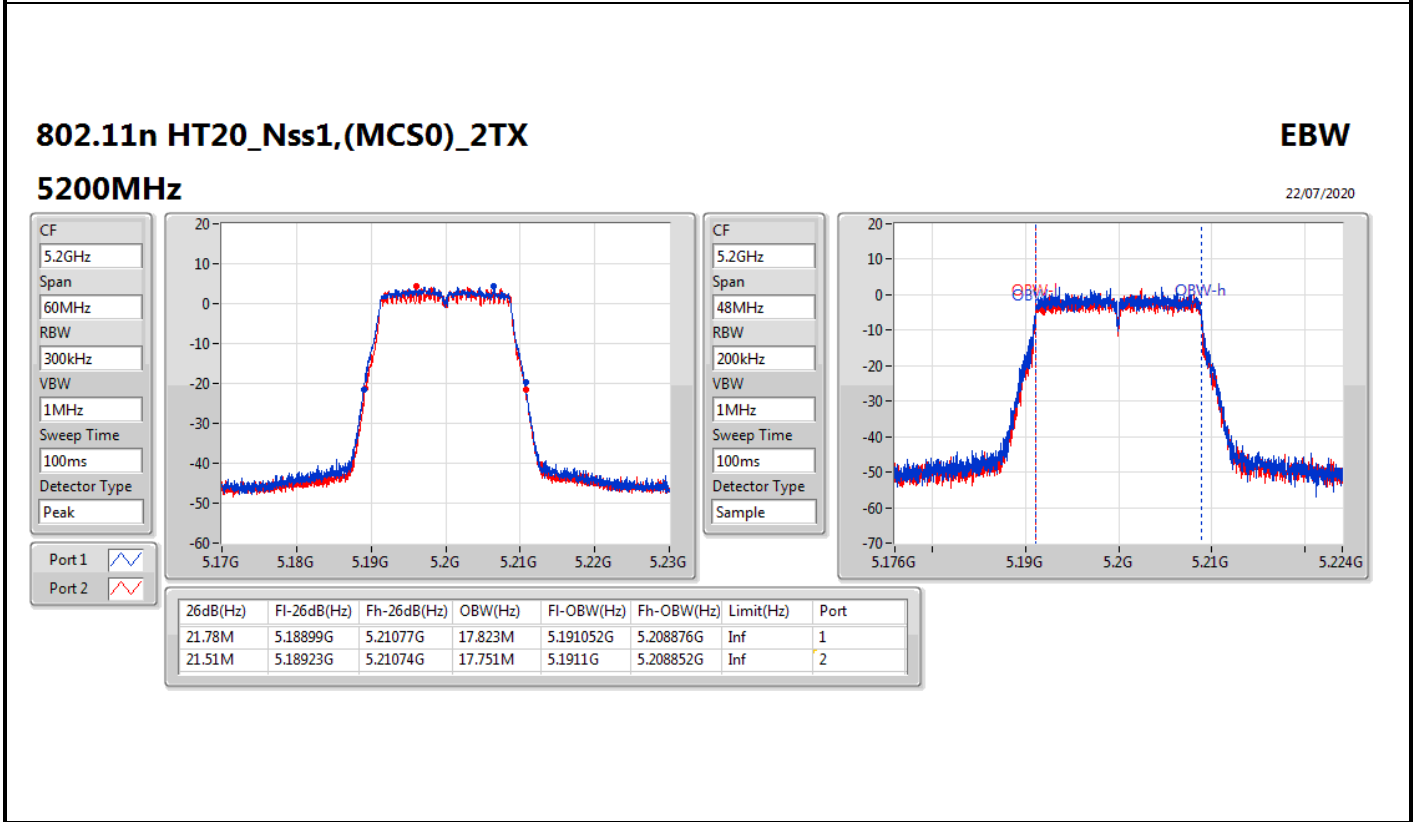 802.11n HT20_Nss1,(MCS0)_2TX EBW
5200MHz 22/07/2020
CF
5.2GHz
Span
60MHz
RBW
300kHz
VBW
1MHz
Sweep Time
100ms
Detector Type
Peak
Port 1
Port 2
20
10
0
-10
-20
-30
-40
-50
-60
5.17G 5.18G 5.19G 5.2G 5.21G 5.22G 5.23G
CF
5.2GHz
Span
48MHz
RBW
200kHz
VBW
1MHz
Sweep Time
100ms
Detector Type
Sample
20
10
0
-10
-20
-30
-40
-50
-60
-70
OBW-l OBW-h
5.176G 5.19G 5.2G 5.21G 5.224G
26dB(Hz) Fl-26dB(Hz) Fh-26dB(Hz) OBW(Hz) Fl-OBW(Hz) Fh-OBW(Hz) Limit(Hz) Port
21.78M 5.18899G 5.21077G 17.823M 5.191052G 5.208876G Inf 1
21.51M 5.18923G 5.21074G 17.751M 5.1911G 5.208852G Inf 2